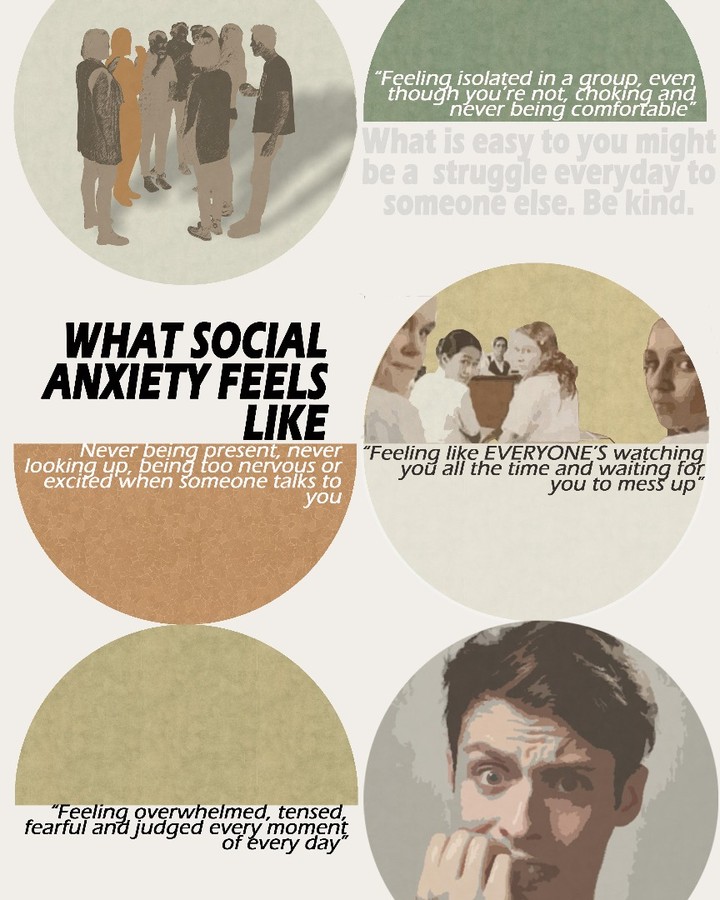 “Feeling isolated in a group, even
though you’re not, choking and
never being comfortable”
What is easy to you might
be a struggle everyday to
someone else. Be kind.
WHAT SOCIAL
ANXIETY FEELS
LIKE
Never being present, never
looking up, being too nervous or
excited when someone talks to
you
“Feeling like EVERYONE’S watching
you all the time and waiting for
you to mess up”
“Feeling overwhelmed, tensed,
fearful and judged every moment
of every day”